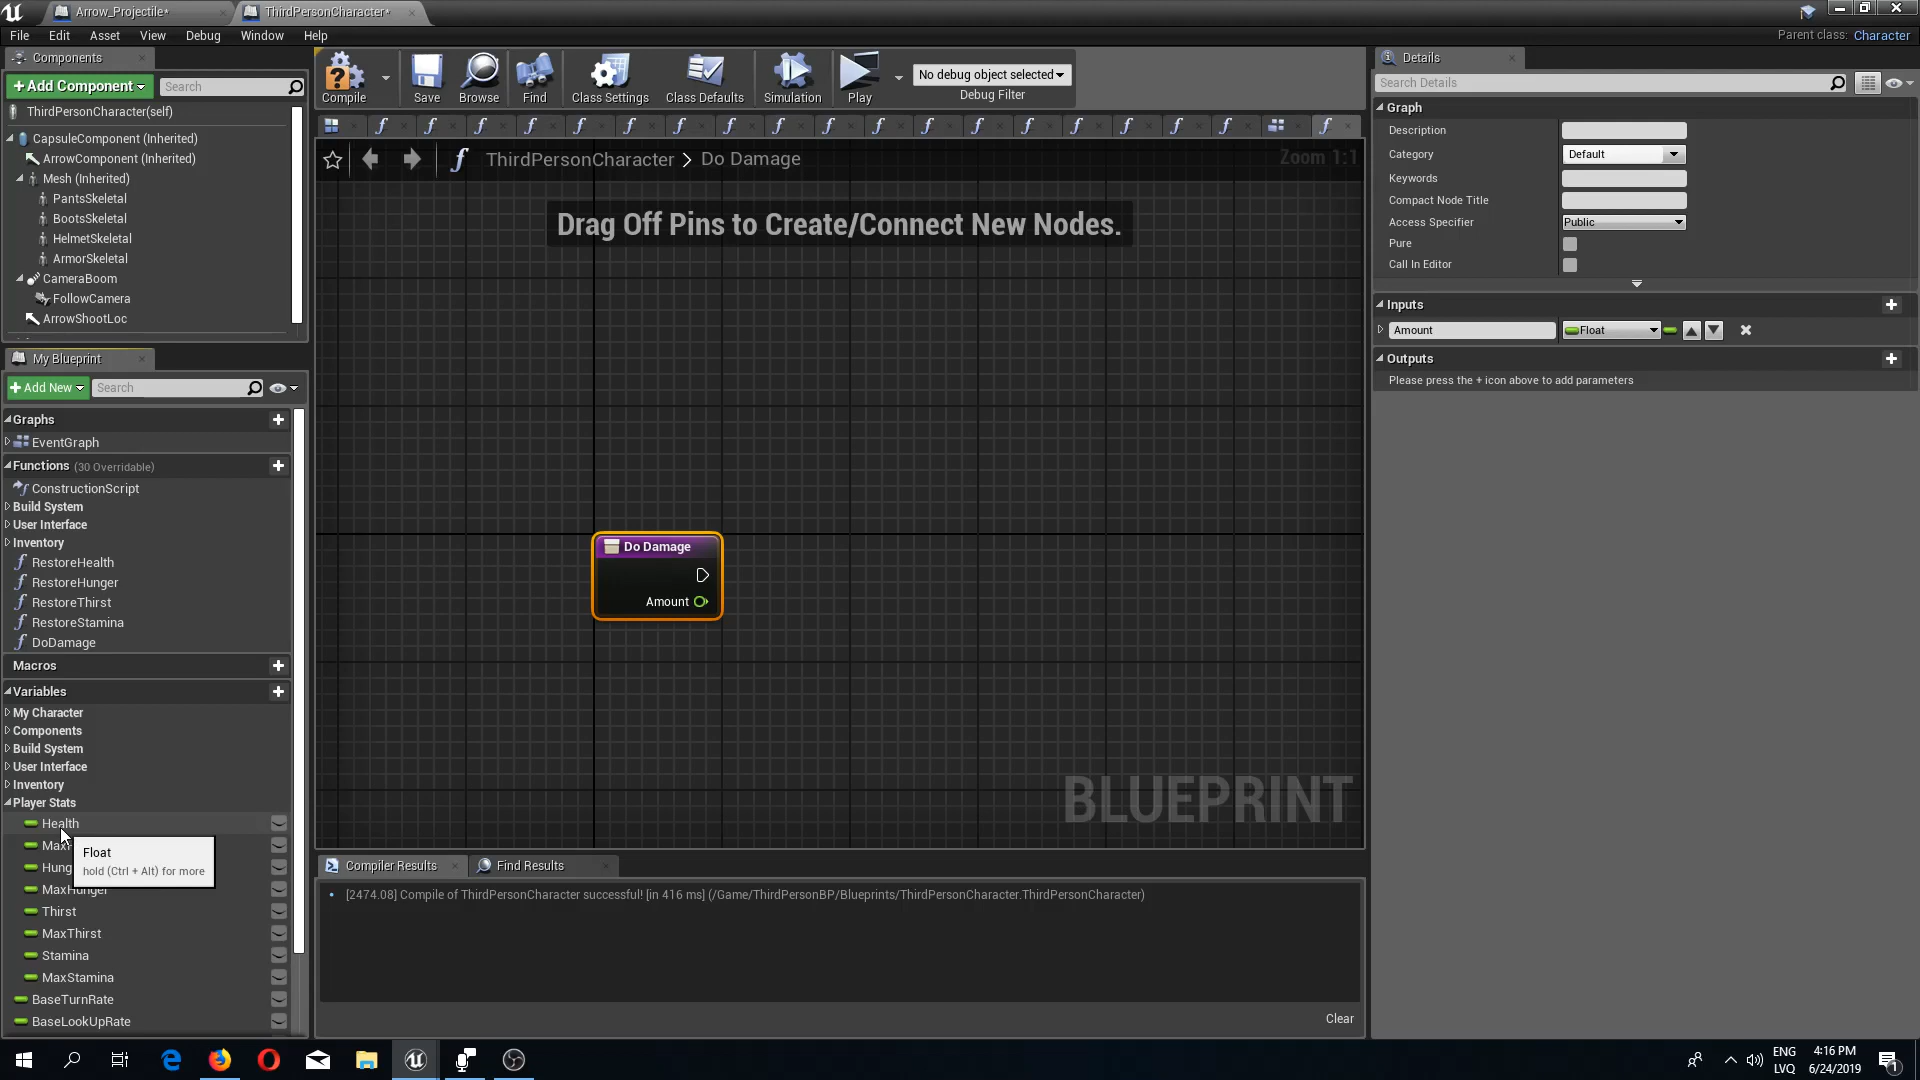 Arrow_Projectile*
ThirdPersonCharacter*
File Edit Asset View Debug Window Help
Parent class: Character
Components
+Add Component
Search
ThirdPersonCharacter(self)
CapsuleComponent (Inherited)
ArrowComponent (Inherited)
Mesh (Inherited)
PantsSkeletal
BootsSkeletal
HelmetSkeletal
ArmorSkeletal
CameraBoom
FollowCamera
ArrowShootLoc
My Blueprint
+Add New
Search
Graphs
EventGraph
Functions (30 Overridable)
ConstructionScript
Build System
User Interface
Inventory
RestoreHealth
RestoreHunger
RestoreThirst
RestoreStamina
DoDamage
Macros
Variables
My Character
Components
Build System
User Interface
Inventory
Player Stats
Health
Float
hold (Ctrl + Alt) for more
MaxHunger
Thirst
MaxThirst
Stamina
MaxStamina
BaseTurnRate
BaseLookUpRate
Compile
Save
Browse
Find
Class Settings
Class Defaults
Simulation
Play
No debug object selected
Debug Filter
ThirdPersonCharacter > Do Damage
Zoom 1:1
Drag Off Pins to Create/Connect New Nodes.
Do Damage
Amount
BLUEPRINT
Compiler Results
Find Results
[2474.08] Compile of ThirdPersonCharacter successful! [in 416 ms] (/Game/ThirdPersonBP/Blueprints/ThirdPersonCharacter.ThirdPersonCharacter)
Clear
Details
Search Details
Graph
Description
Category Default
Keywords
Compact Node Title
Access Specifier Public
Pure
Call In Editor
Inputs
Amount Float
Outputs
Please press the + icon above to add parameters
ENG
LVQ
4:16 PM
6/24/2019
1